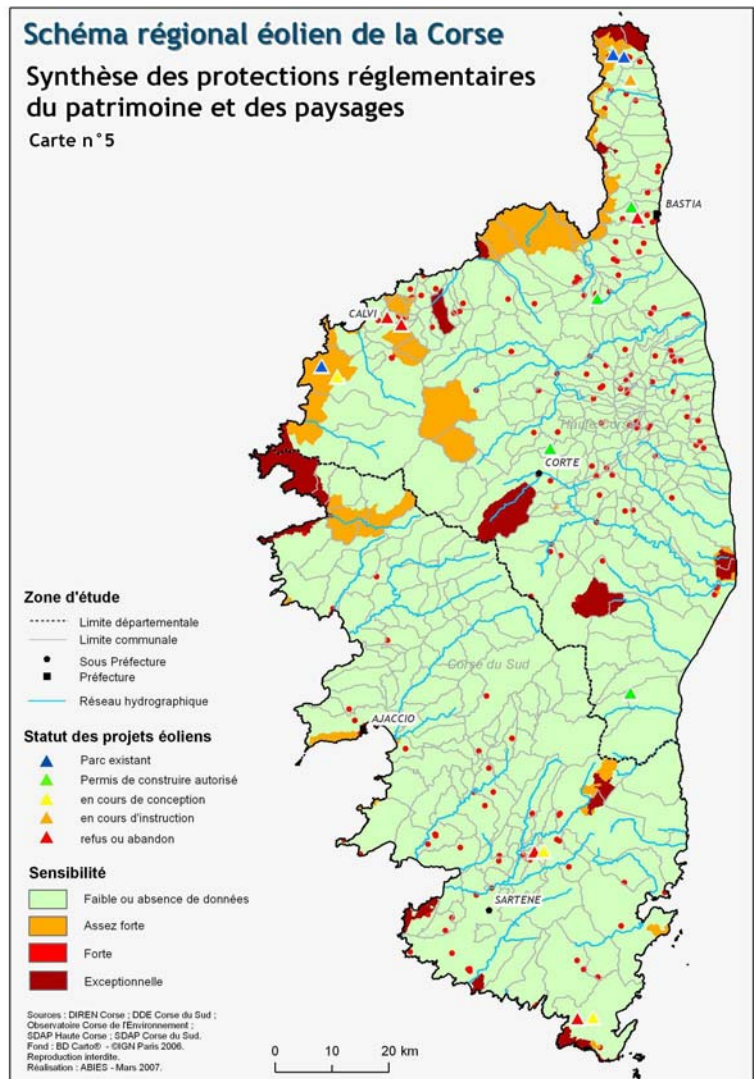 Schéma régional éolien de la Corse
Synthèse des protections réglementaires
du patrimoine et des paysages
Carte n°5
BASTIA
CALVI
Haute Corse
CORTE
Corse du Sud
AJACCIO
SARTENE
Zone d'étude
Limite départementale
Limite communale
Sous Préfecture
Préfecture
Réseau hydrographique
Statut des projets éoliens
Parc existant
Permis de construire autorisé
en cours de conception
en cours d'instruction
refus ou abandon
Sensibilité
Faible ou absence de données
Assez forte
Forte
Exceptionnelle
Sources : DIREN Corse ; DDE Corse du Sud ;
Observatoire Corse de l'Environnement ;
SDAP Haute Corse ; SDAP Corse du Sud.
Fond : BD Carto® - ©IGN Paris 2006.
Reproduction interdite.
Réalisation : ABIES - Mars 2007.
0 10 20 km